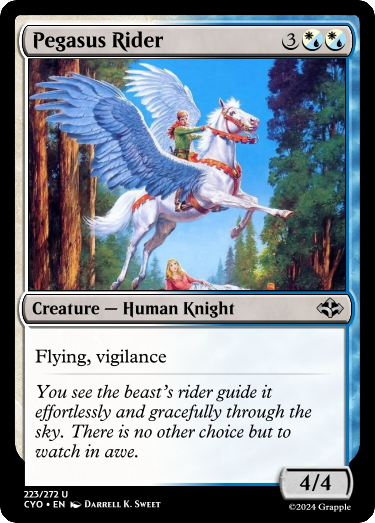 Pegasus Rider 3
Creature — Human Knight
Flying, vigilance
You see the beast's rider guide it
effortlessly and gracefully through the
sky. There is no other choice but to
watch in awe.
4/4
223/272 U
CYO • EN Darrell K. Sweet
©2024 Grapple